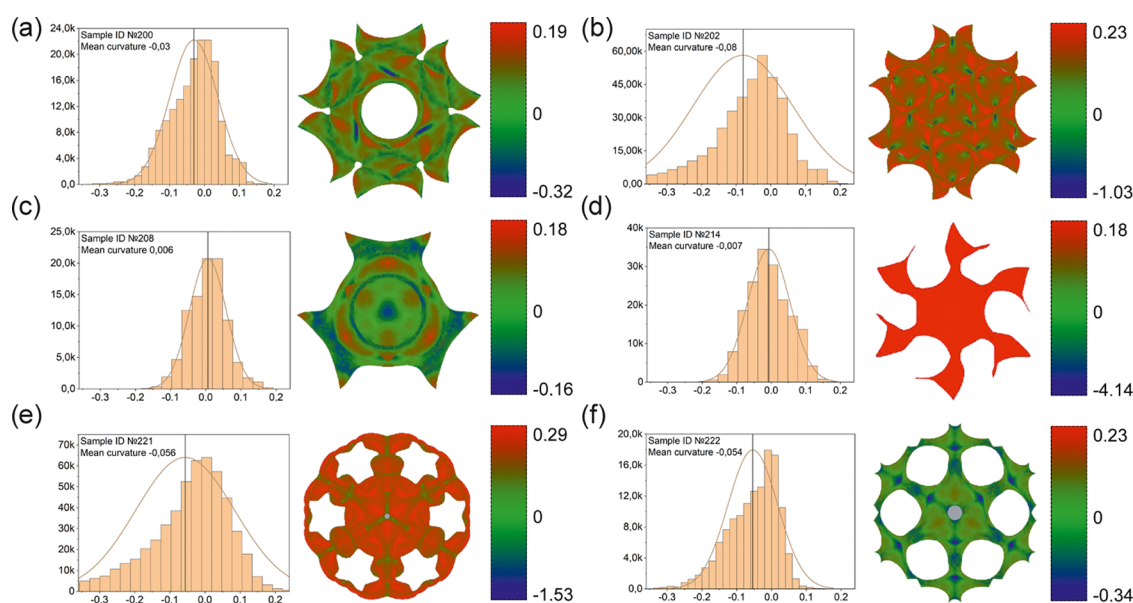 (a)
Sample ID №200
Mean curvature -0,03
24,0k
20,0k
16,0k
12,0k
8,0k
4,0k
0,0
-0.3 -0.2 -0.1 0.0 0.1 0.2
0.19
0
-0.32
(b)
Sample ID №202
Mean curvature -0,08
60,00k
45,00k
30,00k
15,00k
0,00
-0.3 -0.2 -0.1 0.0 0.1 0.2
0.23
0
-1.03
(c)
Sample ID №208
Mean curvature 0,006
25,0k
20,0k
15,0k
10,0k
5,0k
0,0
-0.3 -0.2 -0.1 0.0 0.1 0.2
0.18
0
-0.16
(d)
Sample ID №214
Mean curvature -0,007
40k
30k
20k
10k
0
-0.3 -0.2 -0.1 0.0 0.1 0.2
0.18
0
-4.14
(e)
Sample ID №221
Mean curvature -0,056
70k
60k
50k
40k
30k
20k
10k
0
-0.3 -0.2 -0.1 0.0 0.1 0.2
0.29
0
-1.53
(f)
Sample ID №222
Mean curvature -0,054
20,0k
16,0k
12,0k
8,0k
4,0k
0,0
-0.3 -0.2 -0.1 0.0 0.1 0.2
0.23
0
-0.34